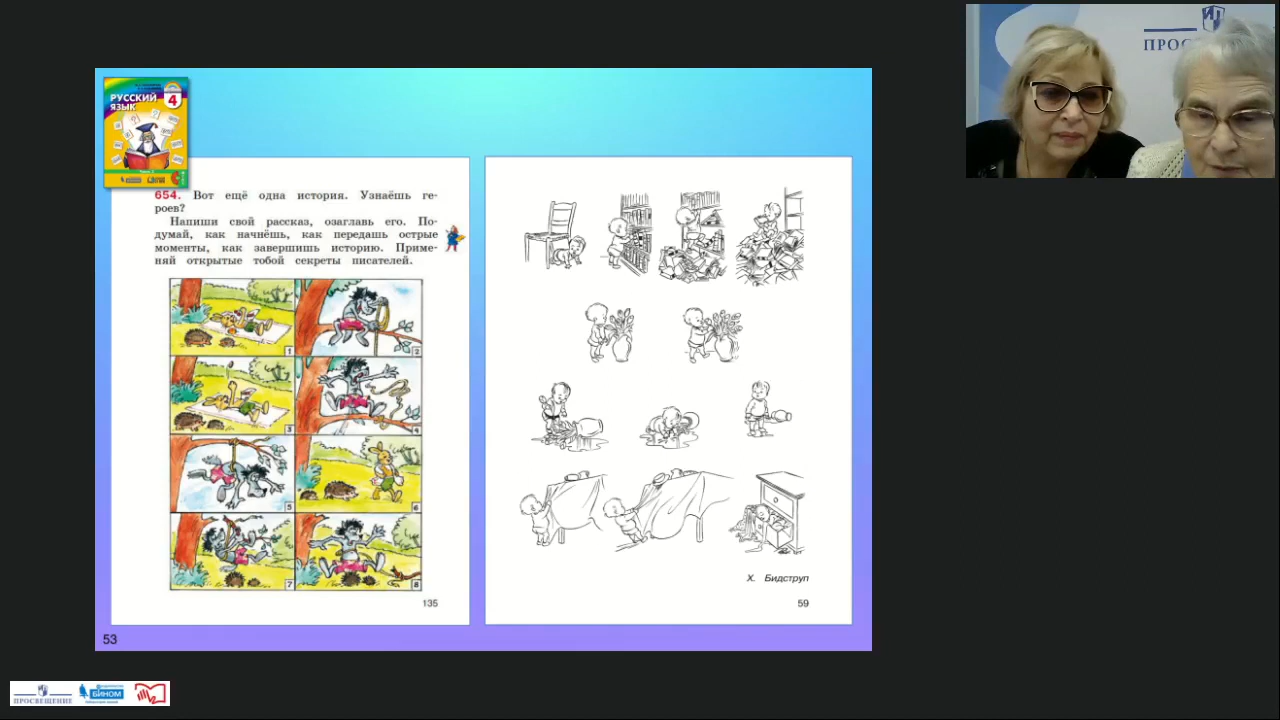 РУССКИЙ
ЯЗЫК
4
654. Вот ещё одна история. Узнаёшь ге-
роев?
Напиши свой рассказ, озаглавь его. По-
думай, как начнёшь, как передашь острые
моменты, как завершишь историю. Приме-
няй открытые тобой секреты писателей.
1
2
3
4
5
6
7
8
135
Х. Бидструп
59
53
ПРОСВЕЩЕНИЕ
БИНОМ